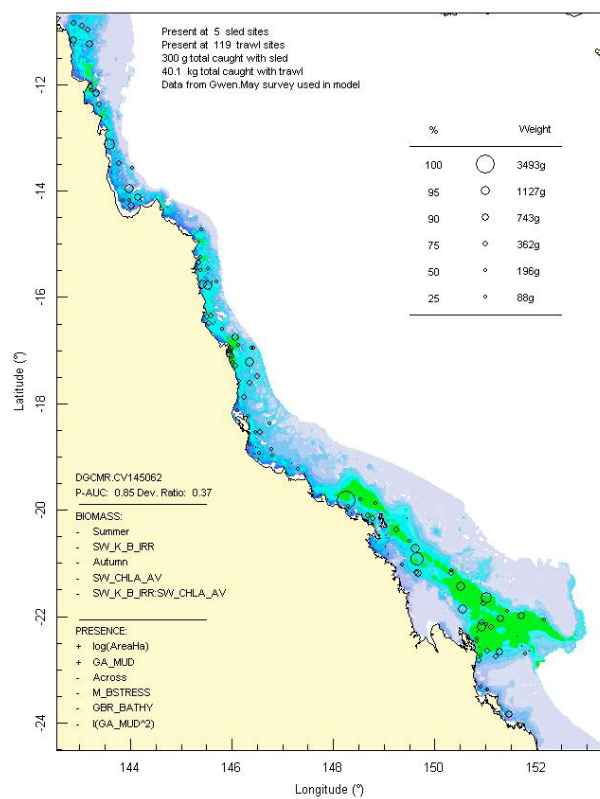 Present at 5 sled sites
Present at 119 trawl sites
300 g total caught with sled
40.1 kg total caught with trawl
Data from Gwen.May survey used in model
% Weight
100 3493g
95 1127g
90 743g
75 362g
50 196g
25 88g
-12
-14
-16
-18
-20
-22
-24
Latitude (°)
DGCMR.CV145062
P-AUC: 0.85 Dev. Ratio: 0.37
BIOMASS:
- Summer
- SW_K_B_IRR
- Autumn
- SW_CHLA_AV
- SW_K_B_IRR:SW_CHLA_AV
PRESENCE:
+ log(AreaHa)
+ GA_MUD
- Across
- M_BSTRESS
- GBR_BATHY
- I(GA_MUD^2)
144 146 148 150 152
Longitude (°)